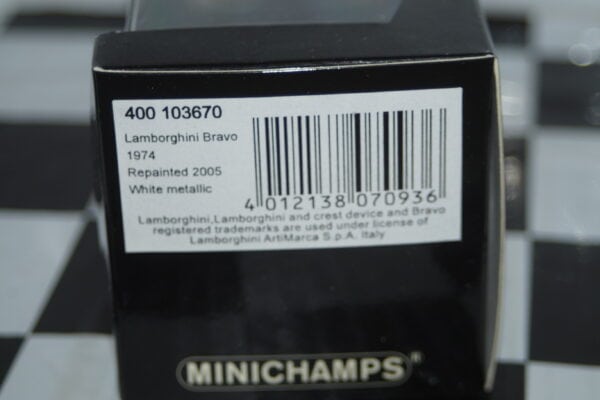 400 103670
Lamborghini Bravo
1974
Repainted 2005
White metallic
4 012138 070936
Lamborghini,Lamborghini and crest device and Bravo
registered trademarks are used under license of
Lamborghini ArtiMarca S.p.A. Italy
MINICHAMPS®